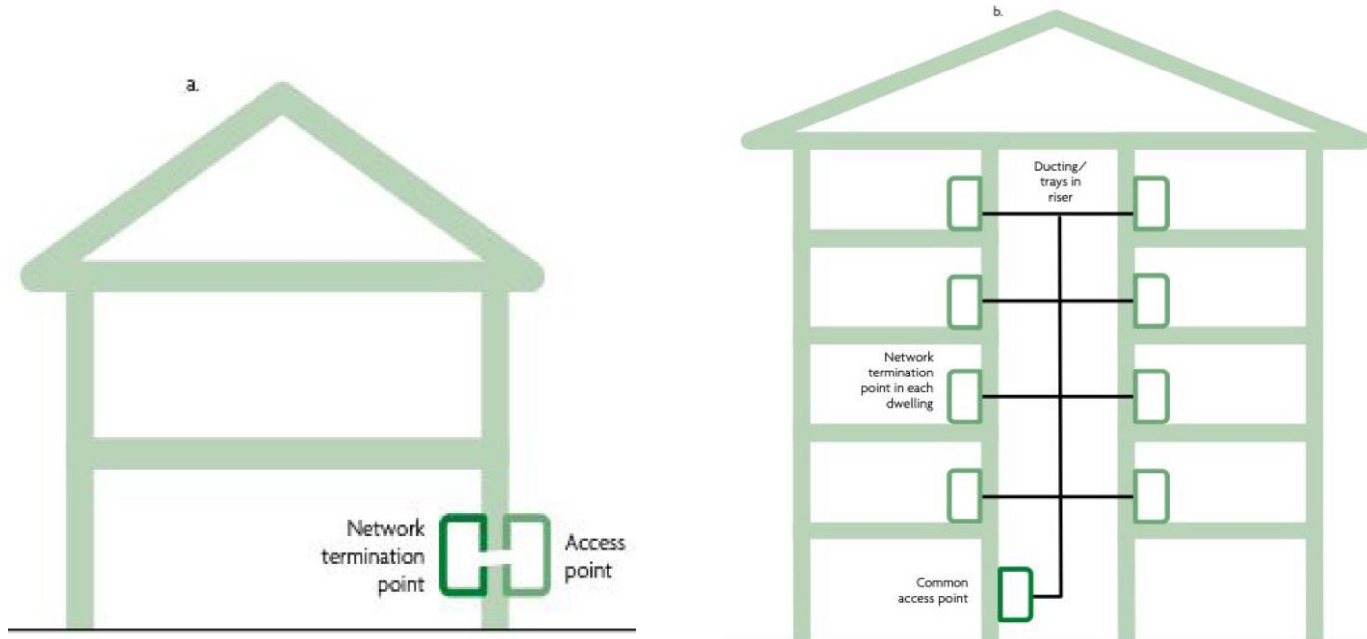 a.
Network
termination
point
Access
point
b.
Ducting/
trays in
riser
Network
termination
point in each
dwelling
Common
access point